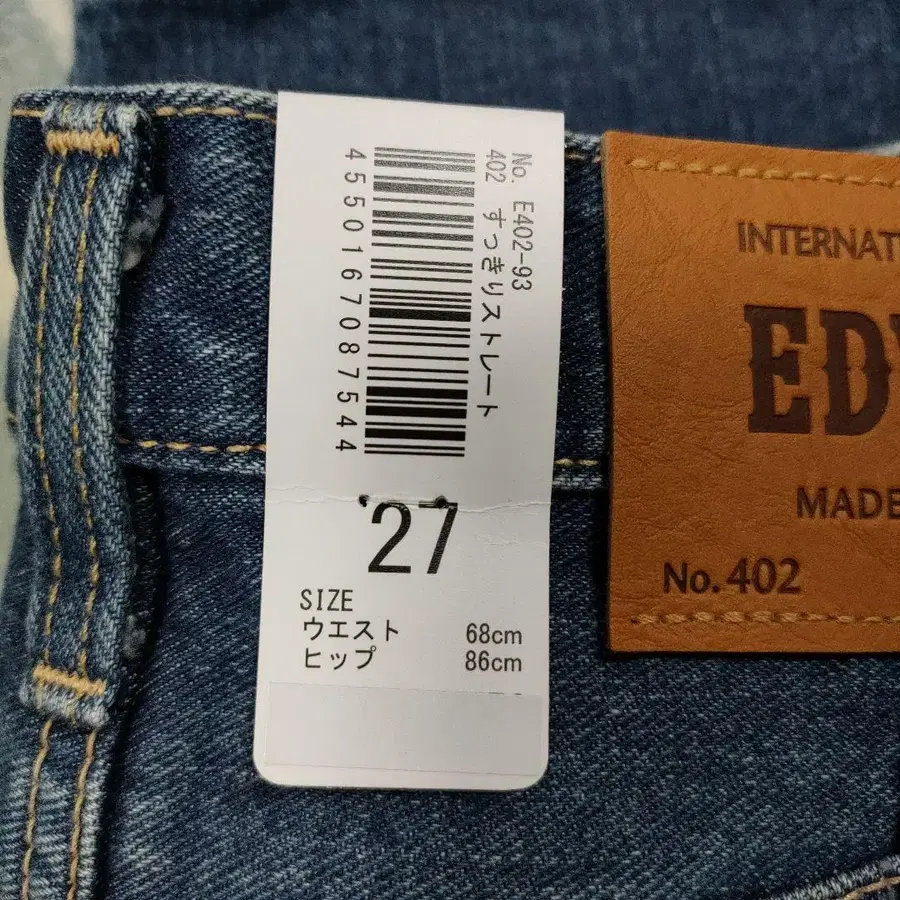 No. E402-93
402 すっきりストレート
4550167087544
27
SIZE
ウエスト 68cm
ヒップ 86cm
INTERNAT
ED
MADE
No. 402